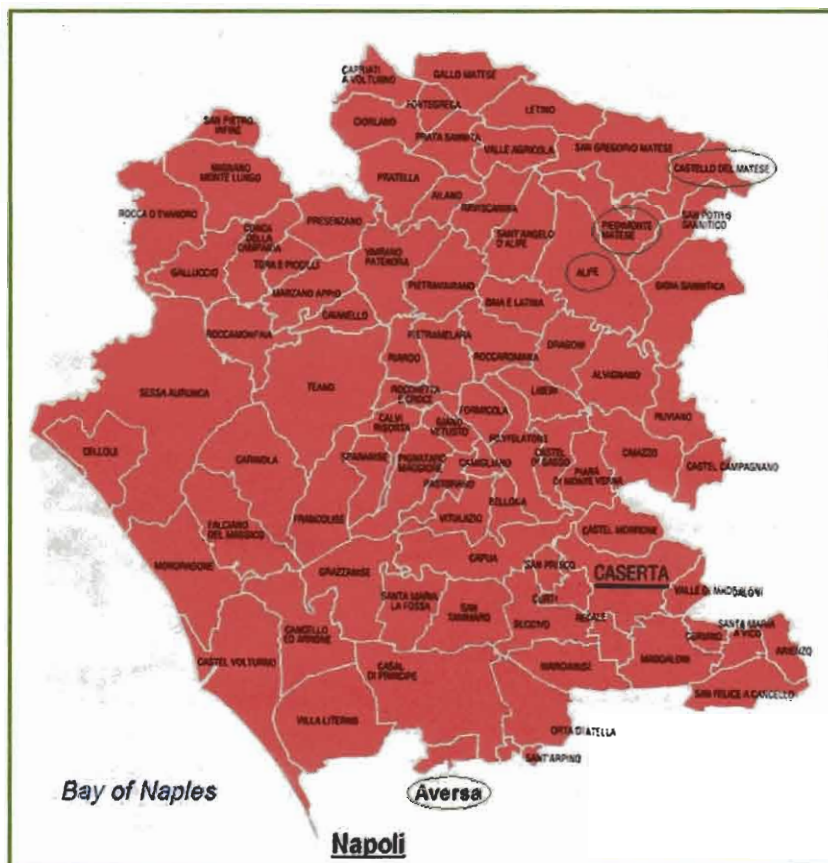 CAPRIATI
A VOLTURNO
GALLO MATESE
FONTEGREGA
LETINO
CIORLANO
SAN PIETRO
INFINE
PRATA SANNITA
VALLE AGRICOLA
SAN GREGORIO MATESE
MIGNANO
MONTE LUNGO
PRATELLA
CASTELLO DEL MATESE
AILANO
RAVISCANINA
ROCCA D'EVANDRO
PRESENZANO
SAN POTITO
SANNITICO
CONCA
DELLA
CAMPANIA
SANT'ANGELO
D'ALIFE
PIEDIMONTE
MATESE
VAIRANO
PATENORA
TORA E PICCILLI
GALLUCCIO
ALIFE
MARZANO APPIO
PIETRAVAIRANO
GIOIA SANNITICA
BAIA E LATINA
CAIANELLO
ROCCAMONFINA
PIETRAMELARA
DRAGONI
RIARDO
ROCCAROMANA
ALVIGNANO
SESSA AURUNCA
TEANO
ROCCHETTA
E CROCE
LIBERI
FORMICOLA
RUVIANO
CALVI
RISORTA
GIANO
VETUSTO
CELLOLE
CARINOLA
SPARANISE
PIGNATARO
MAGGIORE
CAMIGLIANO
CASTEL
DI SASSO
CAIAZZO
CASTEL CAMPAGNANO
PIANA
DI MONTE VERNA
PASTORANO
BELLONA
FRANCOLISE
VITULAZIO
FALCIANO
DEL MASSICO
CASTEL MORRONE
MONDRAGONE
CAPUA
SAN PRISCO
GRAZZANISE
CASERTA
VALLE DI MADDALONI
SANTA MARIA
LA FOSSA
SAN
TAMMARO
CURTI
RECALE
SANTA MARIA
A VICO
CERVINO
CANCELLO
ED ARNONE
ARIENZO
CASTEL VOLTURNO
CASAL
DI PRINCIPE
MARCIANISE
MADDALONI
SAN FELICE A CANCELLO
VILLA LITERNO
ORTA DI ATELLA
SANT'ARPINO
Bay of Naples
Aversa
Napoli